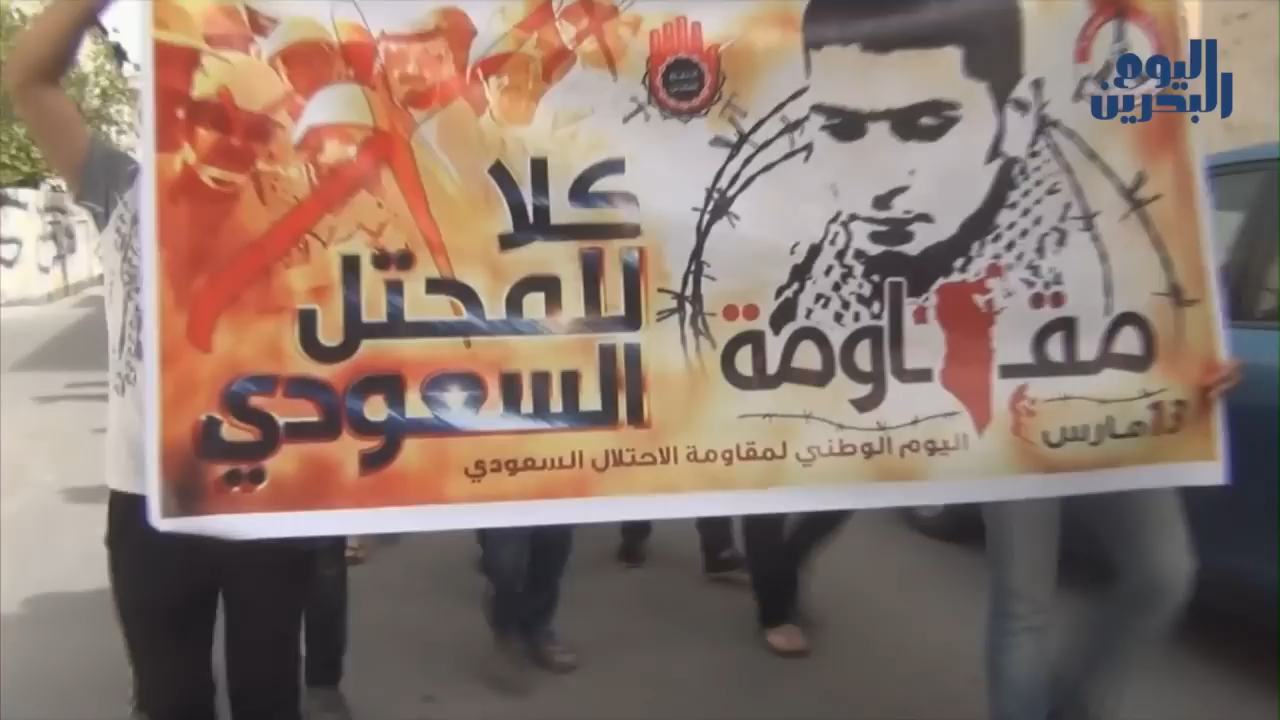 اليوم
البحرين
كلا
للمحتل
السعودي
مقاومة
13 مارس
اليوم الوطني لمقاومة الاحتلال السعودي